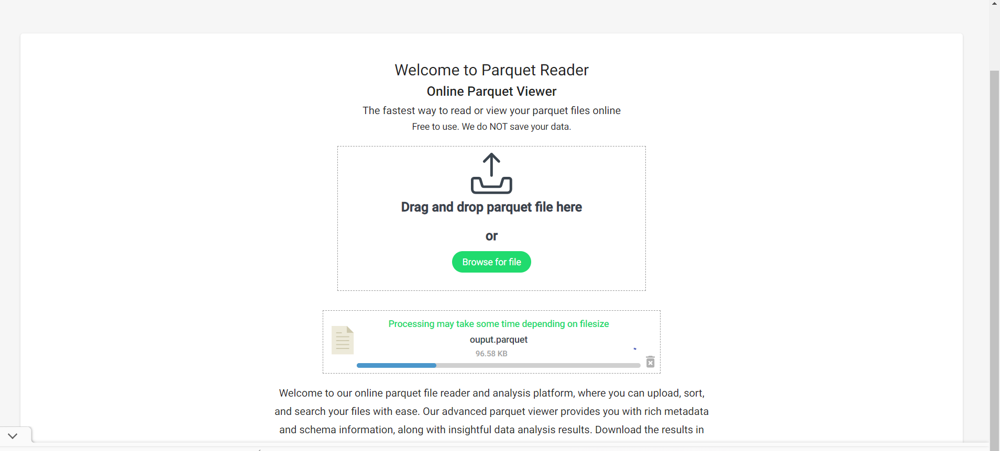 Welcome to Parquet Reader
Online Parquet Viewer
The fastest way to read or view your parquet files online
Free to use. We do NOT save your data.
Drag and drop parquet file here
or
Browse for file
Processing may take some time depending on filesize
ouput.parquet
96.58 KB
Welcome to our online parquet file reader and analysis platform, where you can upload, sort,
and search your files with ease. Our advanced parquet viewer provides you with rich metadata
and schema information, along with insightful data analysis results. Download the results in